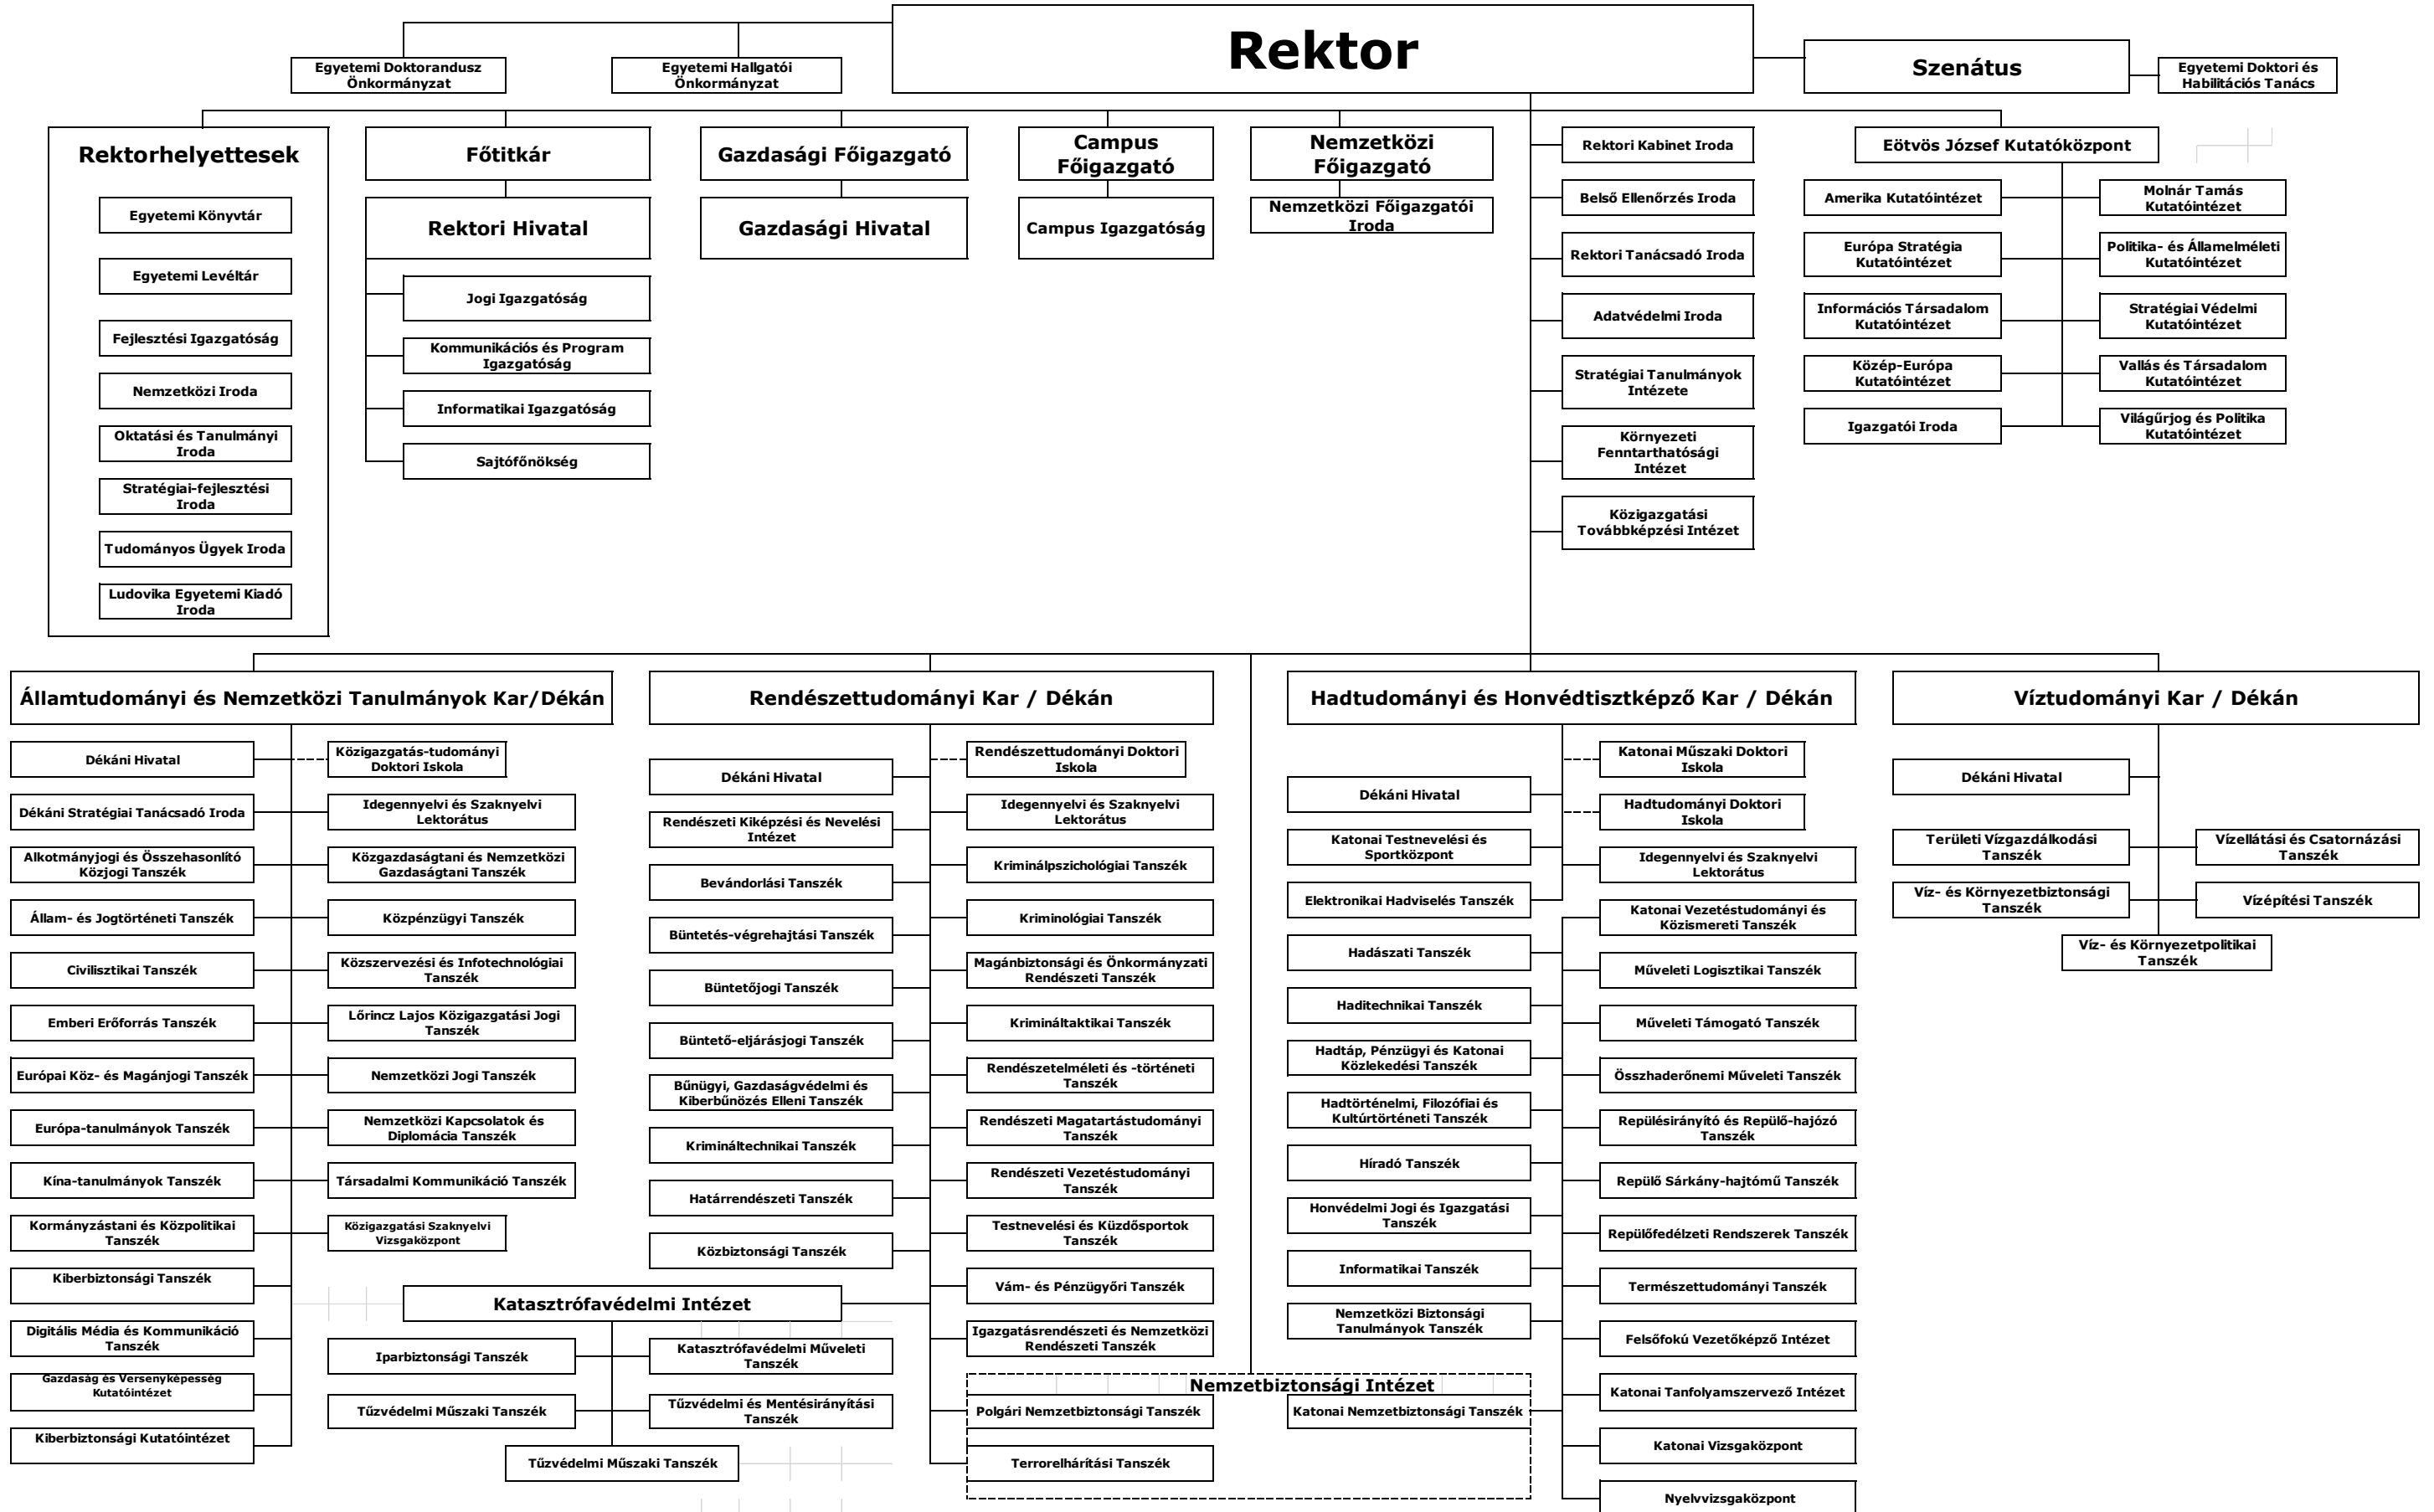 Rektor
Egyetemi Doktorandusz
Önkormányzat
Egyetemi Hallgatói
Önkormányzat
Szenátus
Egyetemi Doktori és
Habilitációs Tanács
Rektorhelyettesek
Egyetemi Könyvtár
Egyetemi Levéltár
Fejlesztési Igazgatóság
Nemzetközi Iroda
Oktatási és Tanulmányi
Iroda
Stratégiai-fejlesztési
Iroda
Tudományos Ügyek Iroda
Ludovika Egyetemi Kiadó
Iroda
Főtitkár
Rektori Hivatal
Jogi Igazgatóság
Kommunikációs és Program
Igazgatóság
Informatikai Igazgatóság
Sajtófőnökség
Gazdasági Főigazgató
Gazdasági Hivatal
Campus
Főigazgató
Campus Igazgatóság
Nemzetközi
Főigazgató
Nemzetközi Főigazgatói
Iroda
Rektori Kabinet Iroda
Belső Ellenőrzés Iroda
Rektori Tanácsadó Iroda
Adatvédelmi Iroda
Stratégiai Tanulmányok
Intézete
Környezeti
Fenntarthatósági
Intézet
Közigazgatási
Továbbképzési Intézet
Eötvös József Kutatóközpont
Amerika Kutatóintézet
Európa Stratégia
Kutatóintézet
Információs Társadalom
Kutatóintézet
Közép-Európa
Kutatóintézet
Igazgatói Iroda
Molnár Tamás
Kutatóintézet
Politika- és Államelméleti
Kutatóintézet
Stratégiai Védelmi
Kutatóintézet
Vallás és Társadalom
Kutatóintézet
Világűrjog és Politika
Kutatóintézet
Államtudományi és Nemzetközi Tanulmányok Kar/Dékán
Dékáni Hivatal
Dékáni Stratégiai Tanácsadó Iroda
Alkotmányjogi és Összehasonlító
Közjogi Tanszék
Állam- és Jogtörténeti Tanszék
Civilisztikai Tanszék
Emberi Erőforrás Tanszék
Európai Köz- és Magánjogi Tanszék
Európa-tanulmányok Tanszék
Kína-tanulmányok Tanszék
Kormányzástani és Közpolitikai
Tanszék
Kiberbiztonsági Tanszék
Digitális Média és Kommunikáció
Tanszék
Gazdaság és Versenyképesség
Kutatóintézet
Kiberbiztonsági Kutatóintézet
Közigazgatás-tudományi
Doktori Iskola
Idegennyelvi és Szaknyelvi
Lektorátus
Közgazdaságtani és Nemzetközi
Gazdaságtani Tanszék
Közpénzügyi Tanszék
Közszervezési és Infotechnológiai
Tanszék
Lőrincz Lajos Közigazgatási Jogi
Tanszék
Nemzetközi Jogi Tanszék
Nemzetközi Kapcsolatok és
Diplomácia Tanszék
Társadalmi Kommunikáció Tanszék
Közigazgatási Szaknyelvi
Vizsgaközpont
Rendészettudományi Kar / Dékán
Dékáni Hivatal
Rendészeti Kiképzési és Nevelési
Intézet
Bevándorlási Tanszék
Büntetés-végrehajtási Tanszék
Büntetőjogi Tanszék
Büntető-eljárásjogi Tanszék
Bűnügyi, Gazdaságvédelmi és
Kiberbűnözés Elleni Tanszék
Krimináltechnikai Tanszék
Határrendészeti Tanszék
Közbiztonsági Tanszék
Rendészettudományi Doktori
Iskola
Idegennyelvi és Szaknyelvi
Lektorátus
Kriminálpszichológiai Tanszék
Kriminológiai Tanszék
Magánbiztonsági és Önkormányzati
Rendészeti Tanszék
Krimináltaktikai Tanszék
Rendészetelméleti és -történeti
Tanszék
Rendészeti Magatartástudományi
Tanszék
Rendészeti Vezetéstudományi
Tanszék
Testnevelési és Küzdősportok
Tanszék
Vám- és Pénzügyőri Tanszék
Igazgatásrendészeti és Nemzetközi
Rendészeti Tanszék
Katasztrófavédelmi Intézet
Iparbiztonsági Tanszék
Katasztrófavédelmi Műveleti
Tanszék
Tűzvédelmi Műszaki Tanszék
Tűzvédelmi és Mentésirányítási
Tanszék
Tűzvédelmi Műszaki Tanszék
Nemzetbiztonsági Intézet
Polgári Nemzetbiztonsági Tanszék
Katonai Nemzetbiztonsági Tanszék
Terrorelhárítási Tanszék
Hadtudományi és Honvédtisztképző Kar / Dékán
Dékáni Hivatal
Katonai Testnevelési és
Sportközpont
Elektronikai Hadviselés Tanszék
Hadászati Tanszék
Haditechnikai Tanszék
Hadtáp, Pénzügyi és Katonai
Közlekedési Tanszék
Hadtörténelmi, Filozófiai és
Kultúrtörténeti Tanszék
Híradó Tanszék
Honvédelmi Jogi és Igazgatási
Tanszék
Informatikai Tanszék
Nemzetközi Biztonsági
Tanulmányok Tanszék
Katonai Műszaki Doktori
Iskola
Hadtudományi Doktori
Iskola
Idegennyelvi és Szaknyelvi
Lektorátus
Katonai Vezetéstudományi és
Közismereti Tanszék
Műveleti Logisztikai Tanszék
Műveleti Támogató Tanszék
Összhaderőnemi Műveleti Tanszék
Repülésirányító és Repülő-hajózó
Tanszék
Repülő Sárkány-hajtómű Tanszék
Repülőfedélzeti Rendszerek Tanszék
Természettudományi Tanszék
Felsőfokú Vezetőképző Intézet
Katonai Tanfolyamszervező Intézet
Katonai Vizsgaközpont
Nyelvvizsgaközpont
Víztudományi Kar / Dékán
Dékáni Hivatal
Területi Vízgazdálkodási
Tanszék
Vízellátási és Csatornázási
Tanszék
Víz- és Környezetbiztonsági
Tanszék
Vízépítési Tanszék
Víz- és Környezetpolitikai
Tanszék